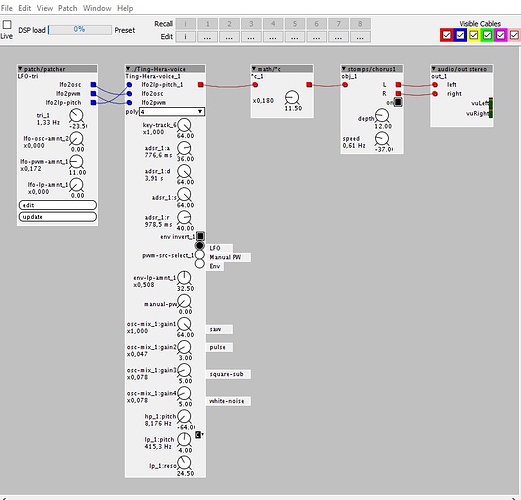 File Edit View Patch Window Help
Live
DSP load 0% Preset
Recall i 1 2 3 4 5 6 7 8
Edit i ... ... ... ... ... ... ... ...
Visible Cables
patch/patcher
LFO-tri
lfo2osc
lfo2pwm
lfo2lp-pitch
tri_1
1,33 Hz
-23.5
lfo-osc-amnt_2
x0,000
0.00
lfo-pwm-amnt_1
x0,172
11.00
lfo-lp-amnt_1
x0,000
0.00
edit
update
./Ting-Hera-voice
Ting-Hera-voice_1
lfo2lp-pitch_1
lfo2osc
lfo2pwm
poly 4
key-track_6
x1,000
64.00
adsr_1:a
776,6 ms
36.00
adsr_1:d
3,91 s
64.00
adsr_1:s
64.00
adsr_1:r
978,5 ms
40.00
env invert_1
pwm-src-select_1
LFO
Manual PW
Env
env-lp-amnt_1
x0,508
32.50
manual-pw
0.00
osc-mix_1:gain1
x1,000
64.00
saw
osc-mix_1:gain2
x0,047
3.00
pulse
osc-mix_1:gain3
x0,078
5.00
square-sub
osc-mix_1:gain4
x0,078
5.00
white-noise
hp_1:pitch
8,176 Hz
-64.0
lp_1:pitch
415,3 Hz
4.00
lp_1:reso
24.50
math/*c
*c_1
x0,180
11.50
stomps/chorus1
obj_1
L
R
on
depth
12.00
speed
0,61 Hz
-37.0
audio/out stereo
out_1
left
right
vuLeft
vuRight